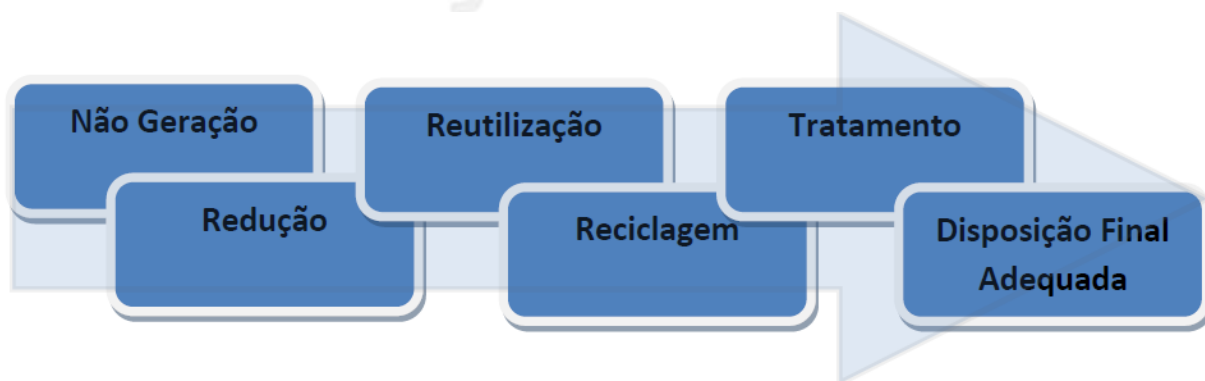 Não Geração
Redução
Reutilização
Reciclagem
Tratamento
Disposição Final
Adequada